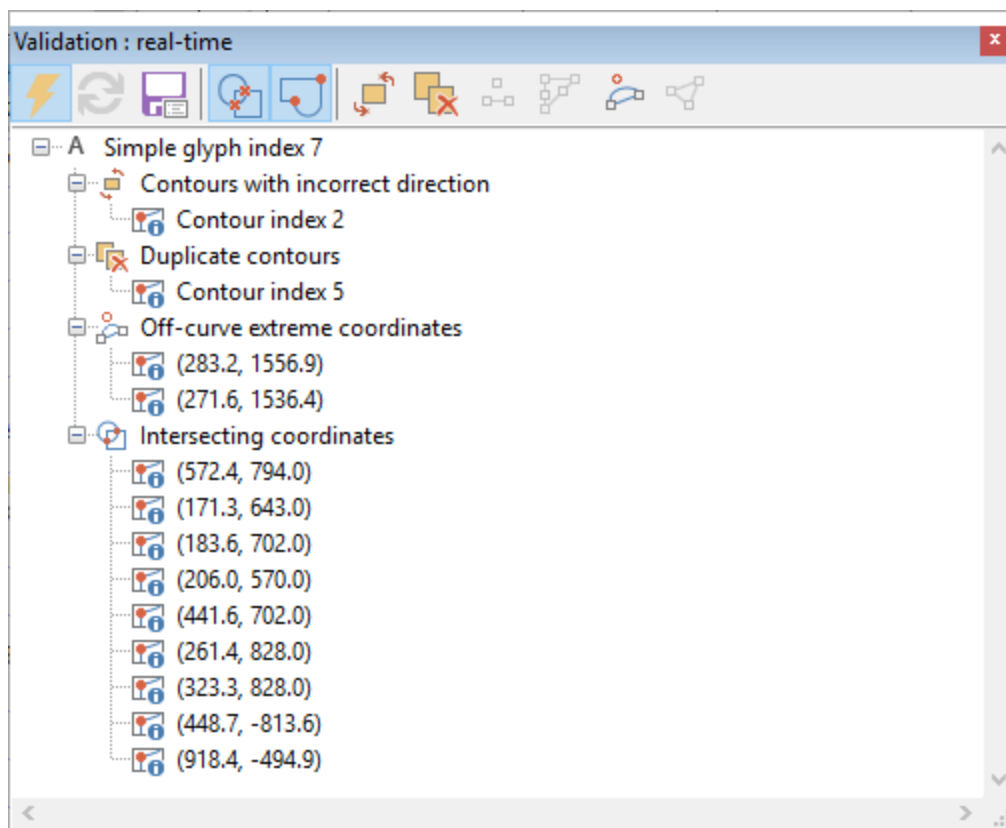 Validation : real-time
A Simple glyph index 7
Contours with incorrect direction
Contour index 2
Duplicate contours
Contour index 5
Off-curve extreme coordinates
(283.2, 1556.9)
(271.6, 1536.4)
Intersecting coordinates
(572.4, 794.0)
(171.3, 643.0)
(183.6, 702.0)
(206.0, 570.0)
(441.6, 702.0)
(261.4, 828.0)
(323.3, 828.0)
(448.7, -813.6)
(918.4, -494.9)